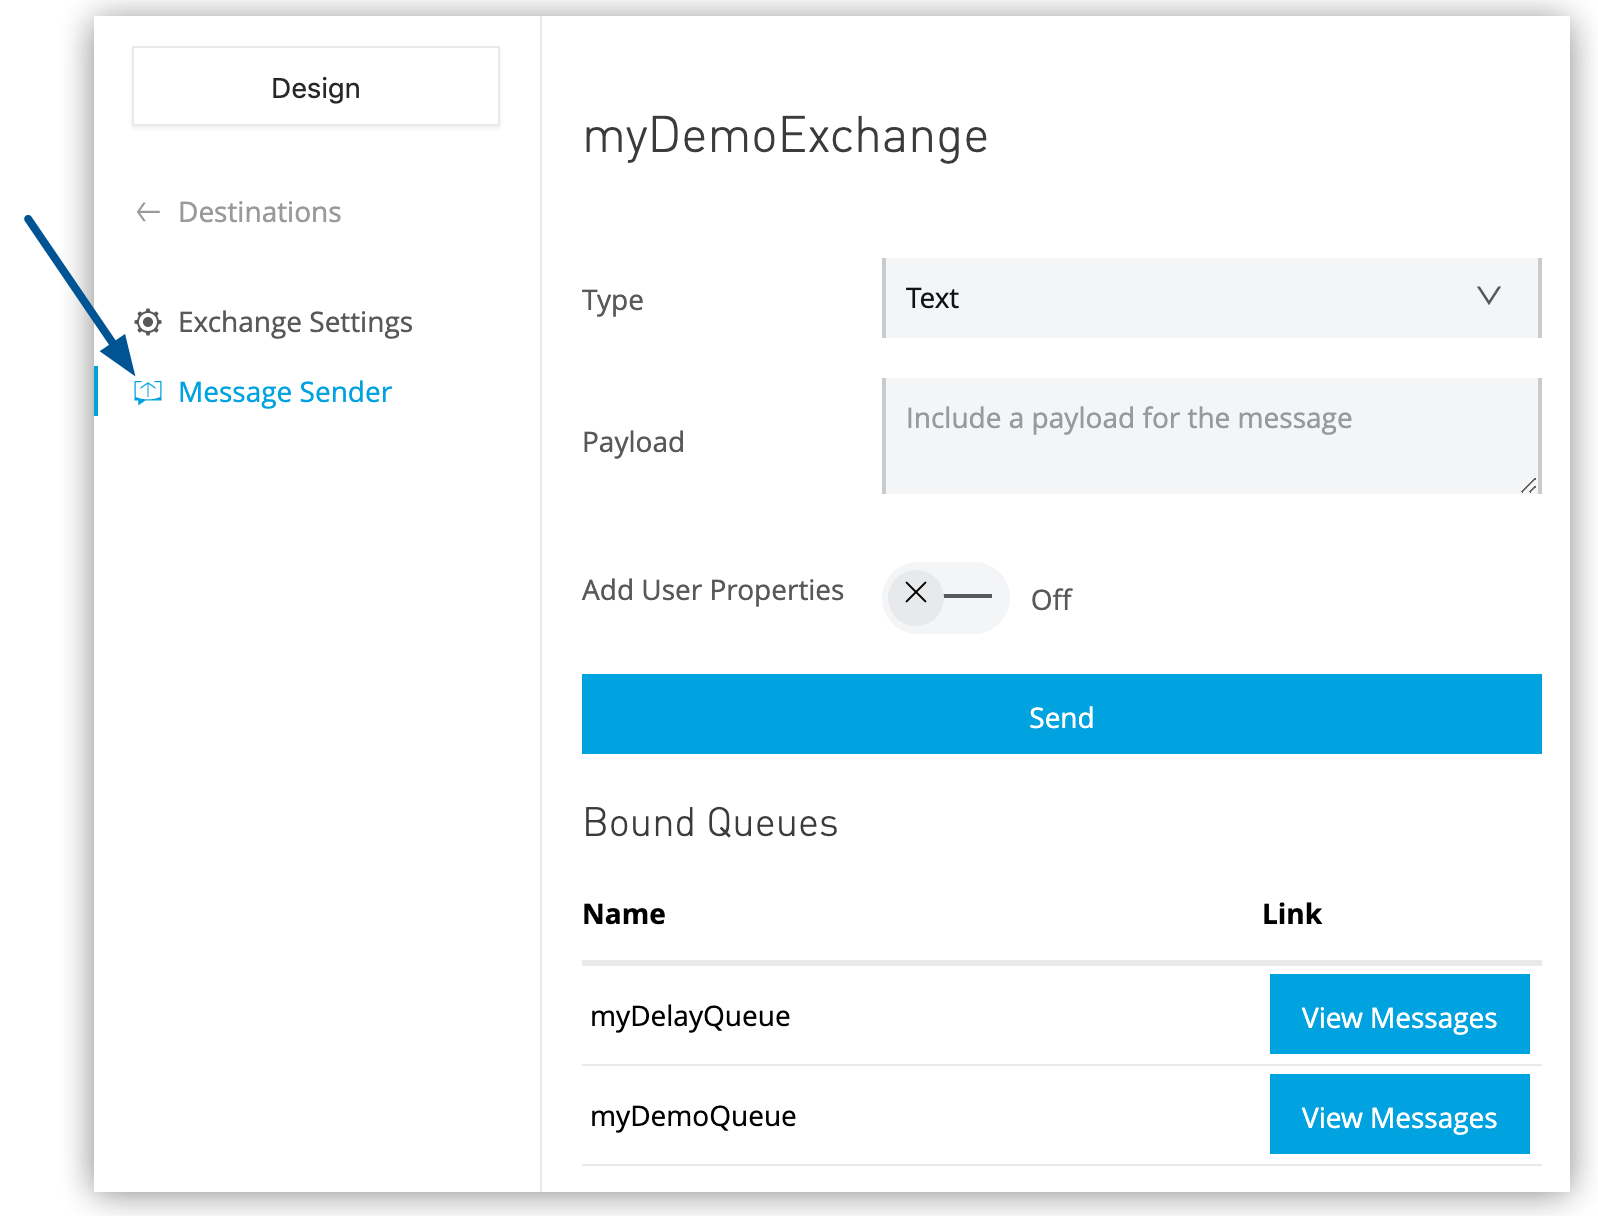 Design
Destinations
Exchange Settings
Message Sender
myDemoExchange
Type
Text
Payload
Include a payload for the message
Add User Properties
Off
Send
Bound Queues
Name
Link
myDelayQueue
View Messages
myDemoQueue
View Messages